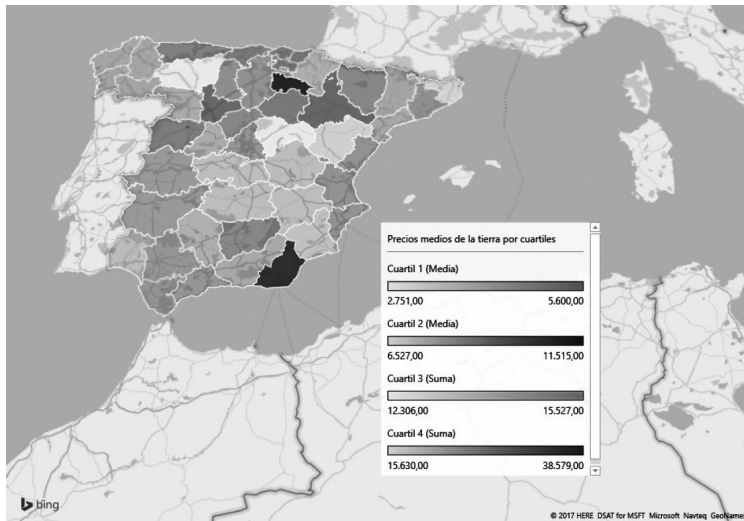 Precios medios de la tierra por cuartiles
Cuartil 1 (Media)
2.751,00 5.600,00
Cuartil 2 (Media)
6.527,00 11.515,00
Cuartil 3 (Suma)
12.306,00 15.527,00
Cuartil 4 (Suma)
15.630,00 38.579,00
bing
© 2017 HERE DSAT for MSFT Microsoft Navteq GeoNames